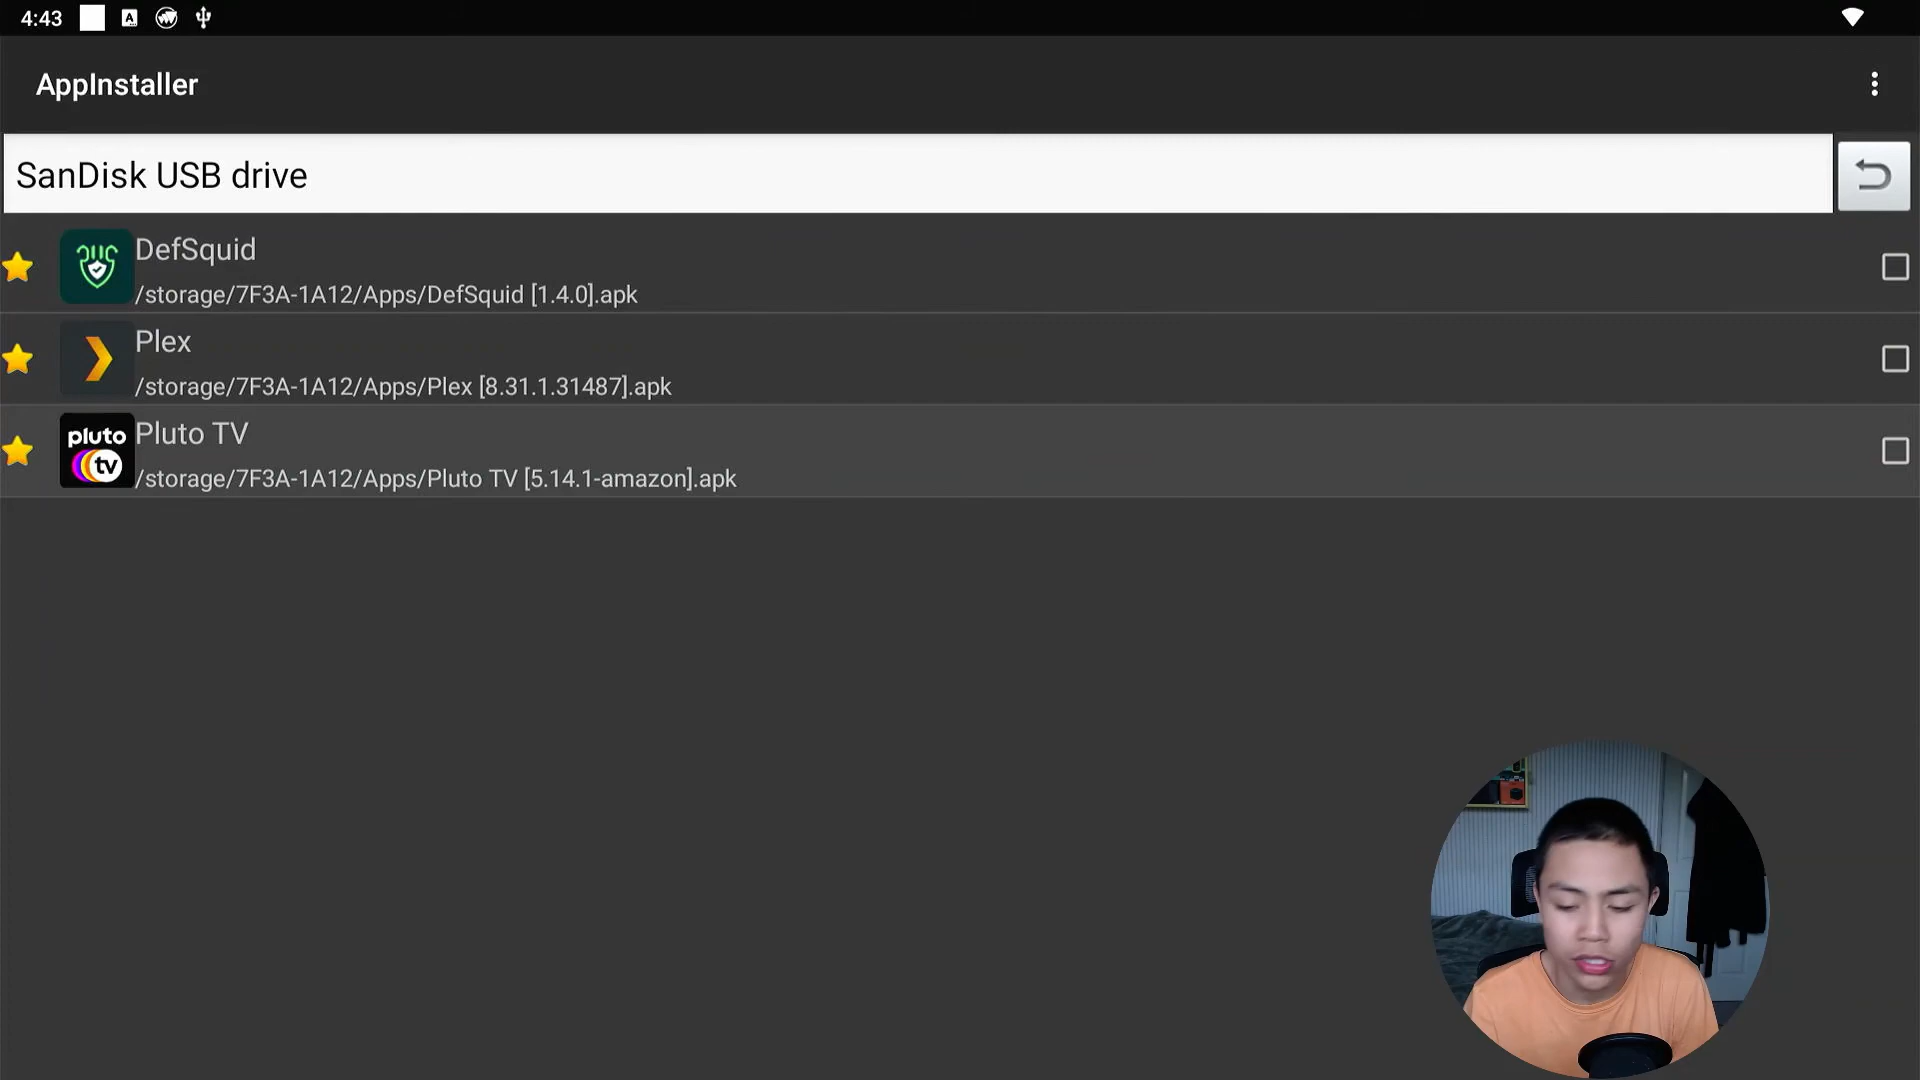 4:43
AppInstaller
SanDisk USB drive
DefSquid
/storage/7F3A-1A12/Apps/DefSquid [1.4.0].apk
Plex
/storage/7F3A-1A12/Apps/Plex [8.31.1.31487].apk
pluto
tv
Pluto TV
/storage/7F3A-1A12/Apps/Pluto TV [5.14.1-amazon].apk